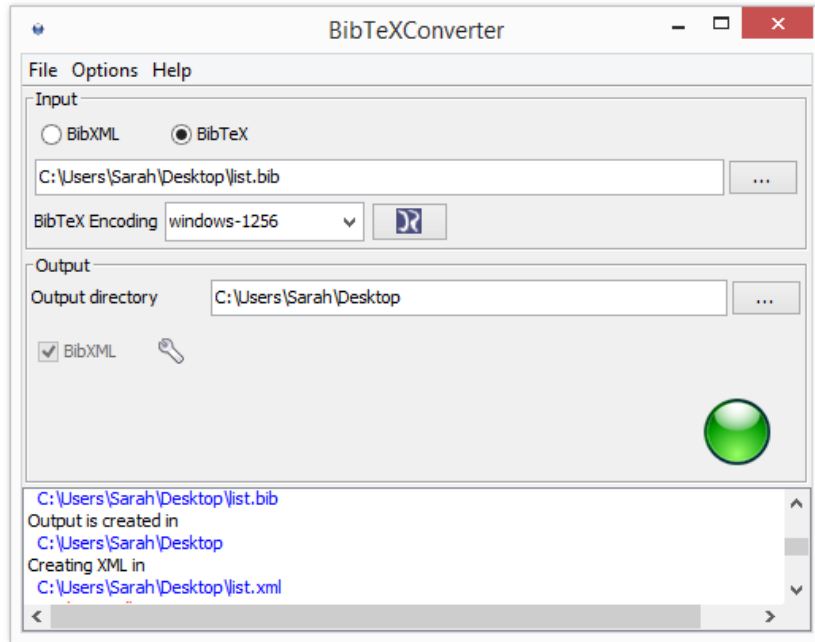 BibTeXConverter
File Options Help
Input
BibXML BibTeX
C:\Users\Sarah\Desktop\list.bib ...
BibTeX Encoding windows-1256
Output
Output directory C:\Users\Sarah\Desktop ...
BibXML
C:\Users\Sarah\Desktop\list.bib
Output is created in
C:\Users\Sarah\Desktop
Creating XML in
C:\Users\Sarah\Desktop\list.xml